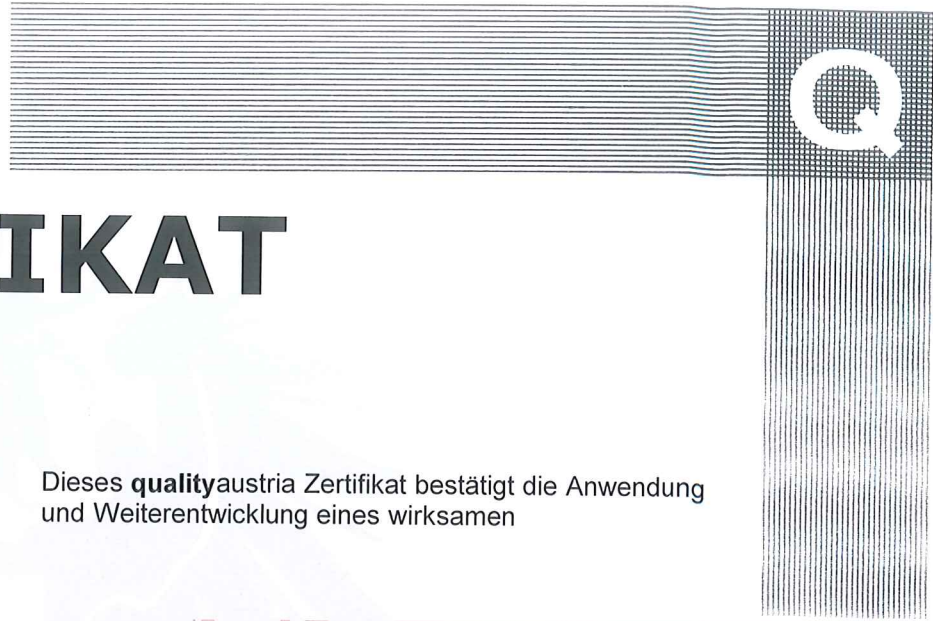 Q
IKAT
Dieses qualityaustria Zertifikat bestätigt die Anwendung
und Weiterentwicklung eines wirksamen